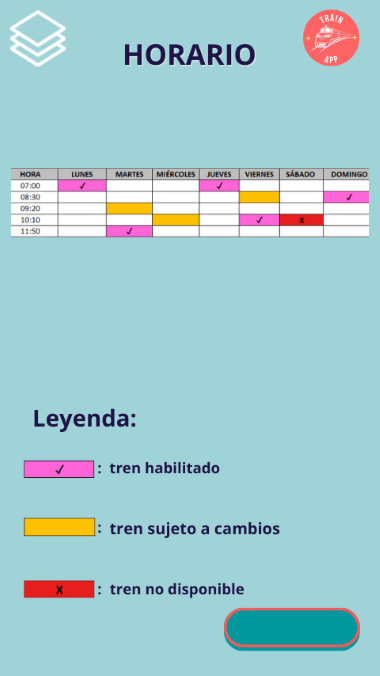 TRAIN
APP
HORARIO
HORA LUNES MARTES MIÉRCOLES JUEVES VIERNES SÁBADO DOMINGO
07:00 ✓ ✓
08:30 ✓
09:20
10:10 ✓ X
11:50 ✓
Leyenda:
✓ : tren habilitado
: tren sujeto a cambios
X : tren no disponible